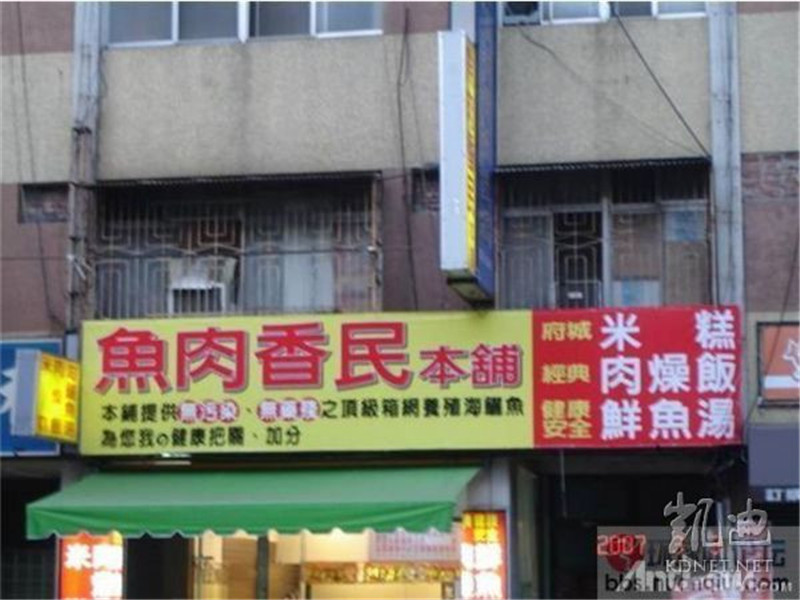 魚肉香民本舖
本舖提供無污染、無藥殘之頂級箱網養殖海鱺魚
為您我の健康把關、加分
府城 米糕
經典 肉燥飯
健康安全 鮮魚湯
凱迪
KDNET.NET
2007